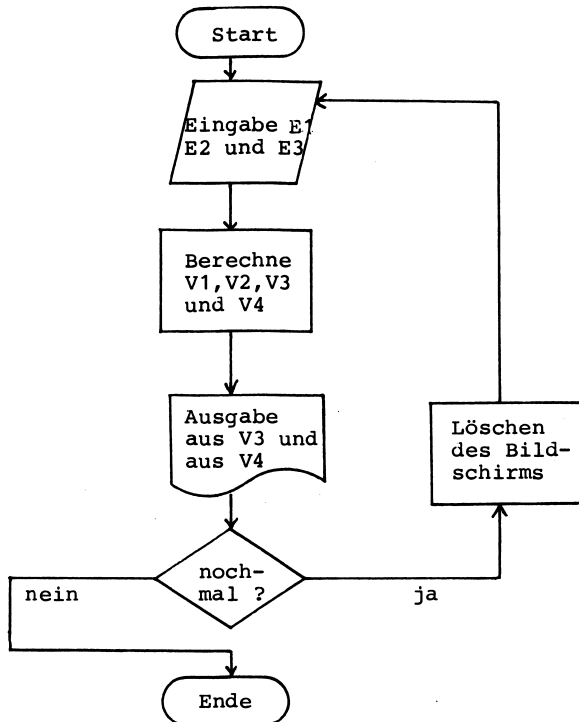 Start
Eingabe E1
E2 und E3
Berechne
V1,V2,V3
und V4
Ausgabe
aus V3 und
aus V4
Löschen
des Bild-
schirms
noch-
mal ?
nein
ja
Ende